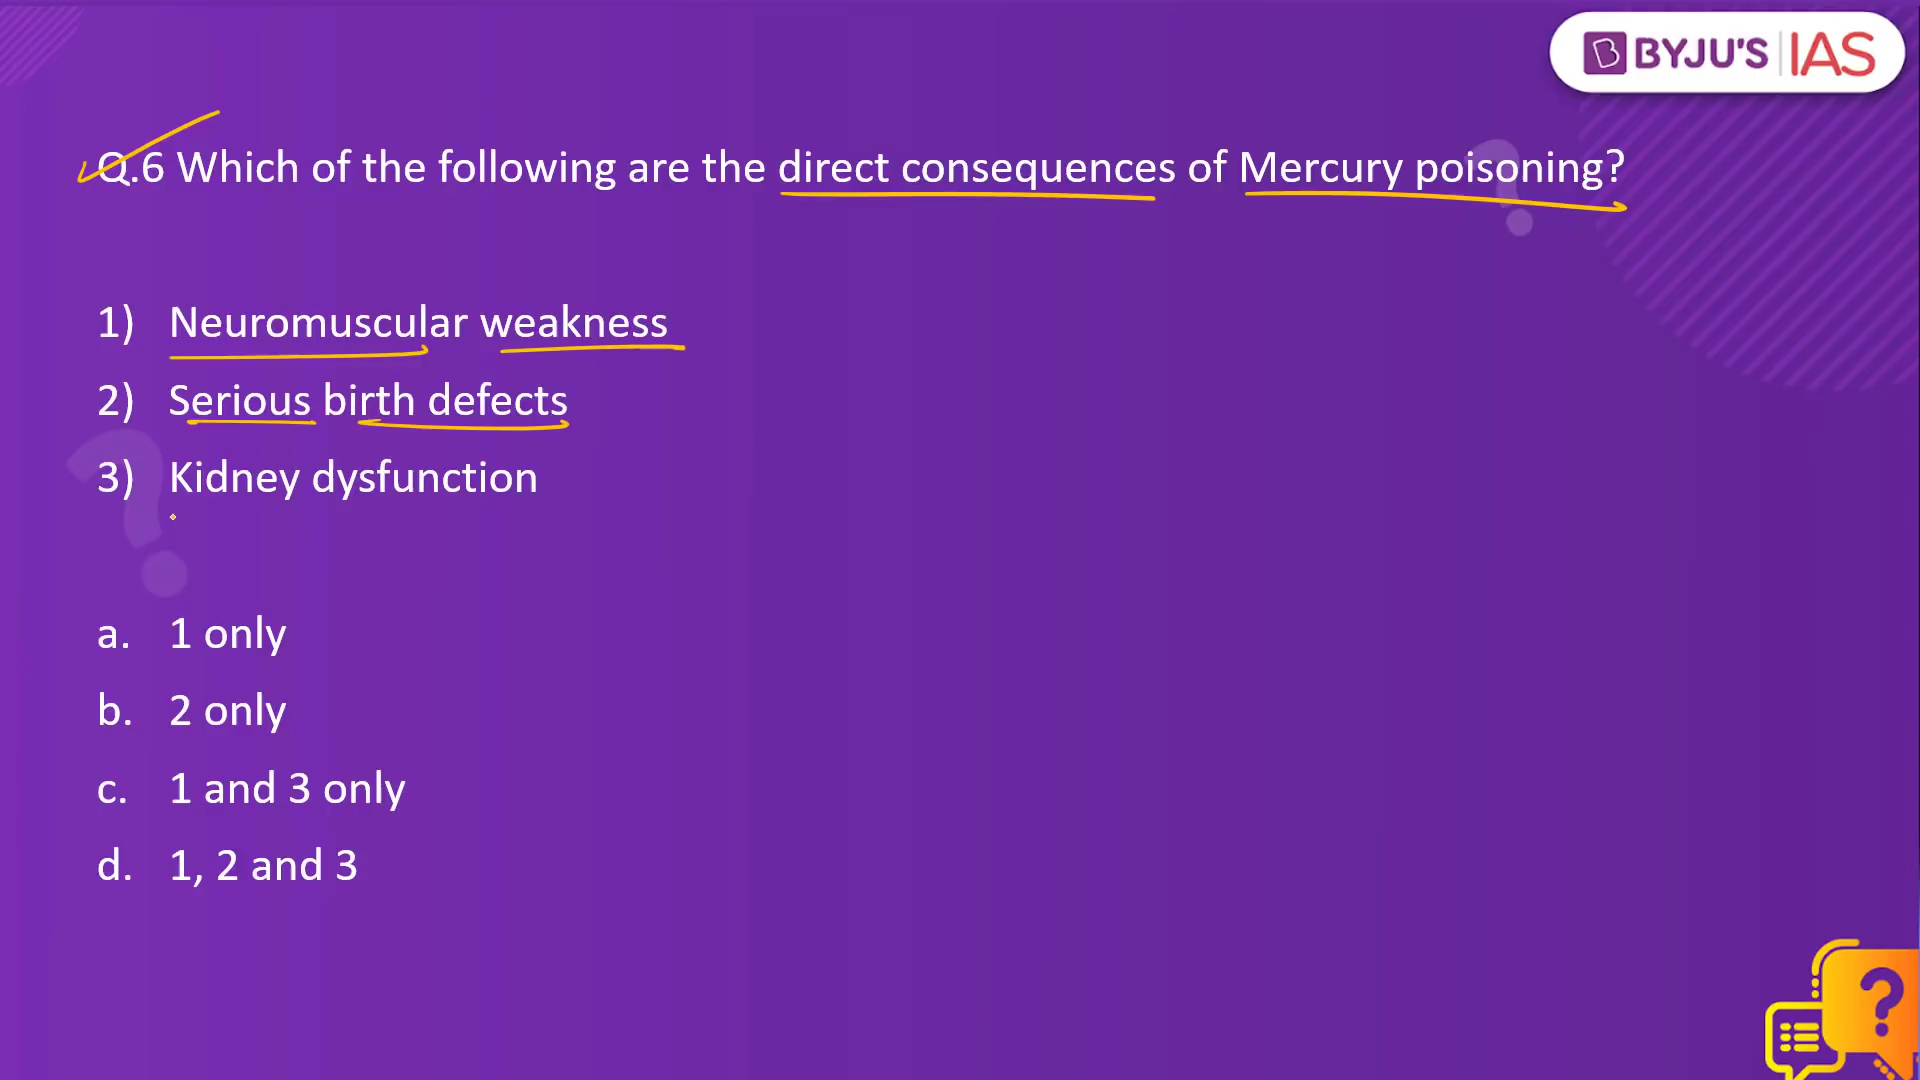 BYJU'S IAS
Q.6 Which of the following are the direct consequences of Mercury poisoning?
1) Neuromuscular weakness
2) Serious birth defects
3) Kidney dysfunction
a. 1 only
b. 2 only
c. 1 and 3 only
d. 1, 2 and 3